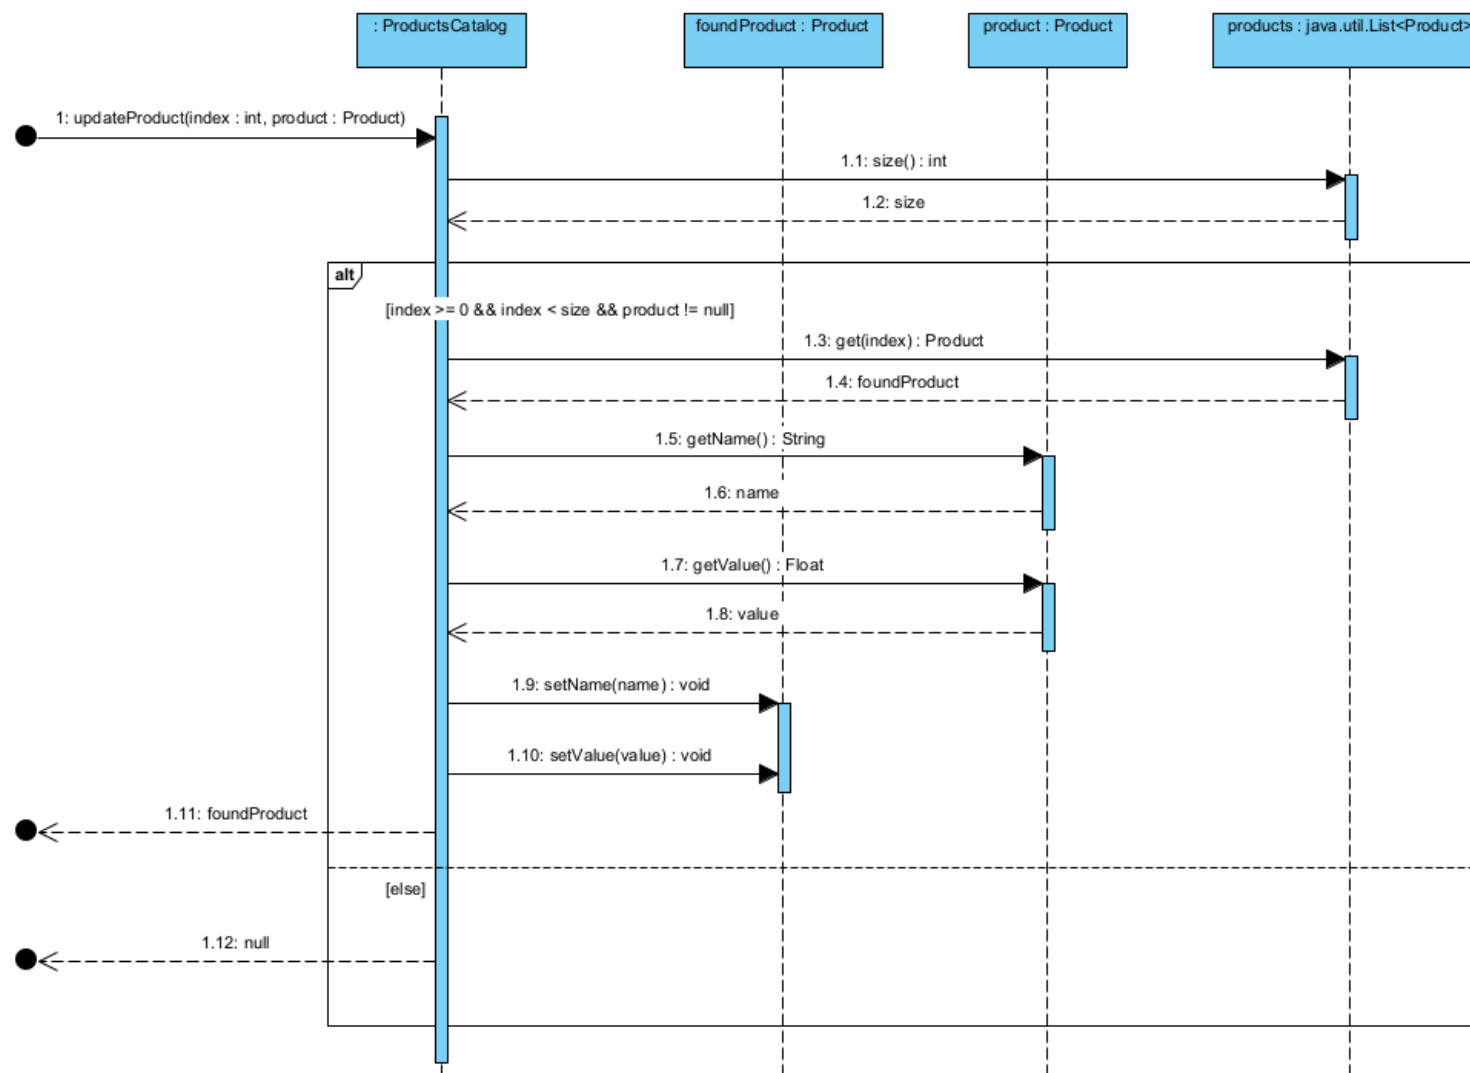 : ProductsCatalog
foundProduct : Product
product : Product
products : java.util.List<Product>
1: updateProduct(index : int, product : Product)
1.1: size() : int
1.2: size
alt
[index >= 0 && index < size && product != null]
1.3: get(index) : Product
1.4: foundProduct
1.5: getName() : String
1.6: name
1.7: getValue() : Float
1.8: value
1.9: setName(name) : void
1.10: setValue(value) : void
1.11: foundProduct
[else]
1.12: null